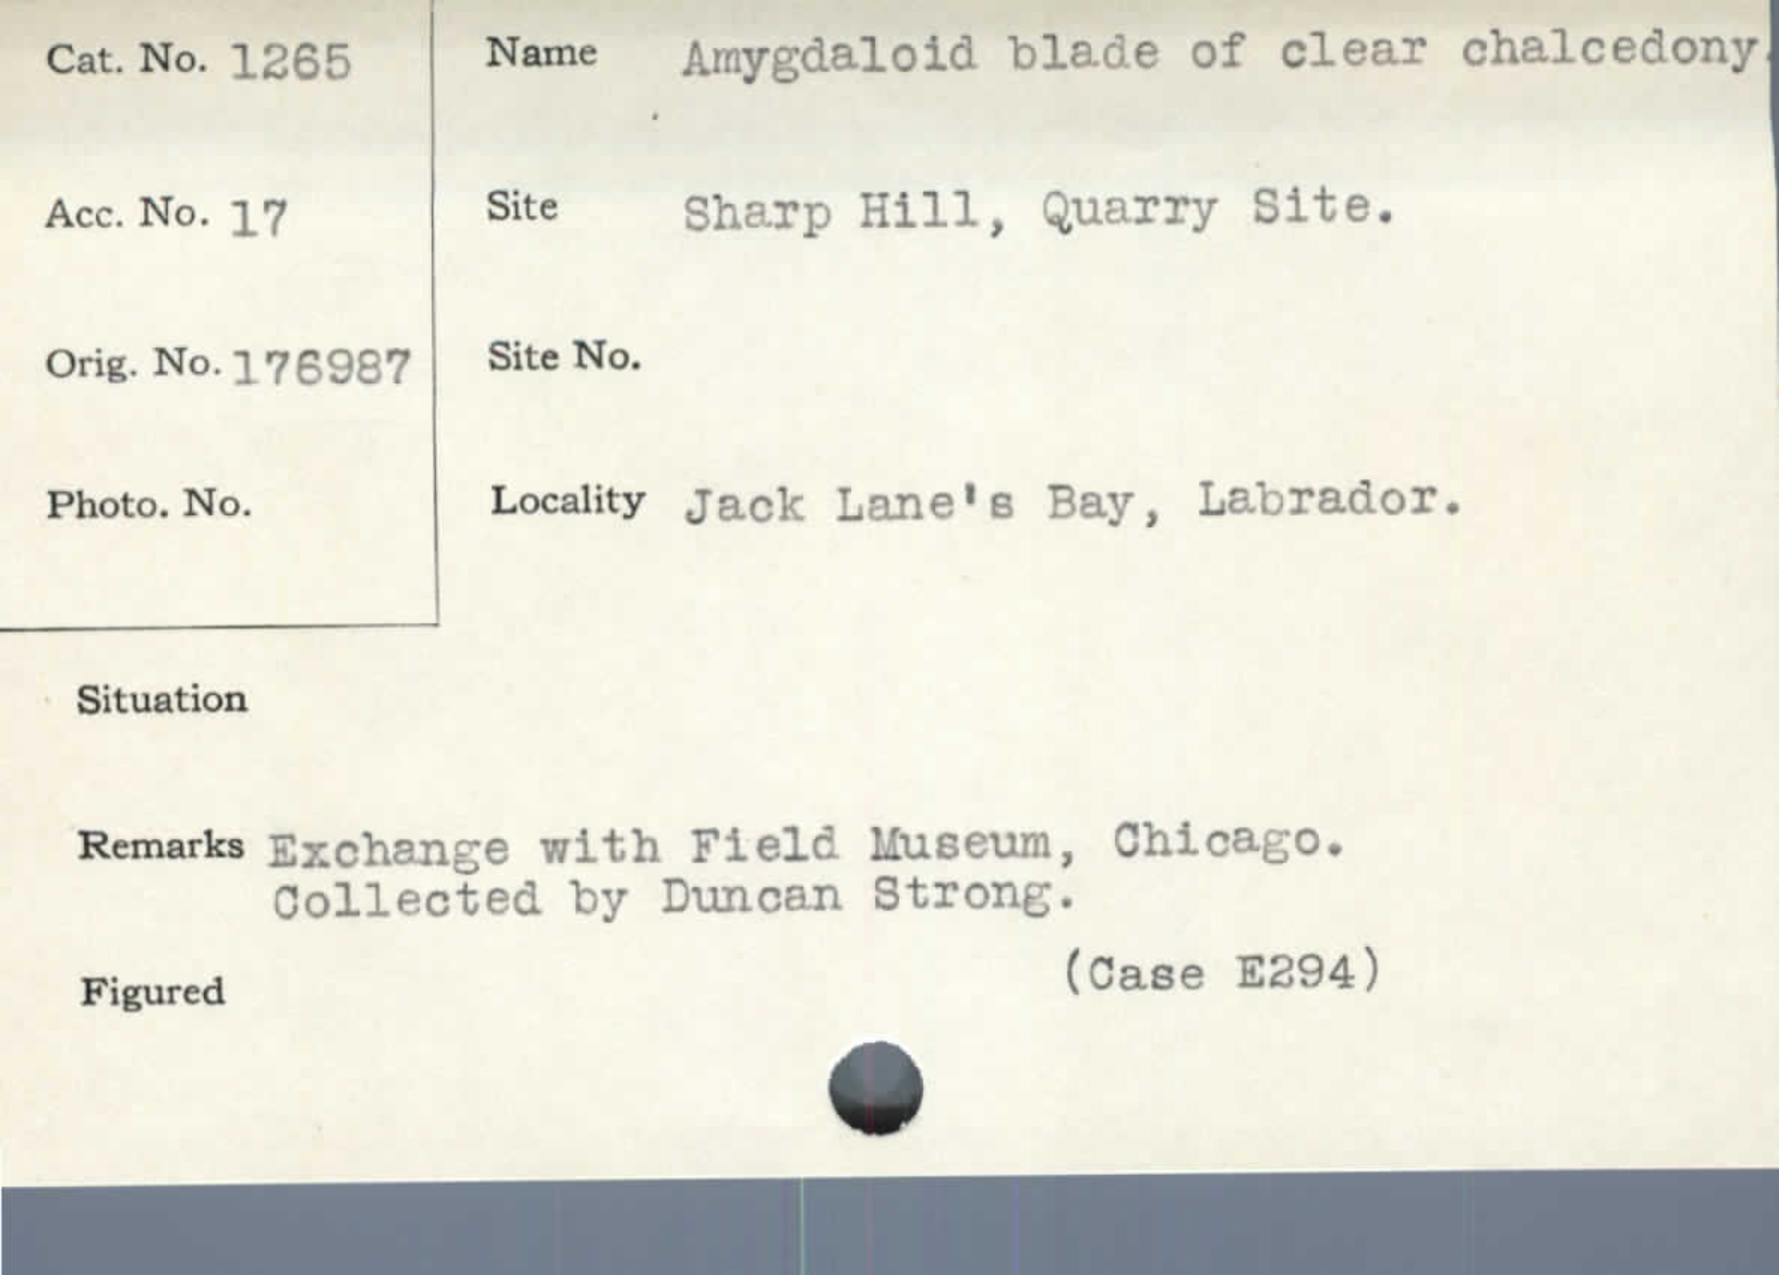 Cat. No. 1265
Name Amygdaloid blade of clear chalcedony.
Acc. No. 17
Site Sharp Hill, Quarry Site.
Orig. No. 176987
Site No.
Photo. No.
Locality Jack Lane's Bay, Labrador.
Situation
Remarks Exchange with Field Museum, Chicago.
Collected by Duncan Strong.
(Case E294)
Figured